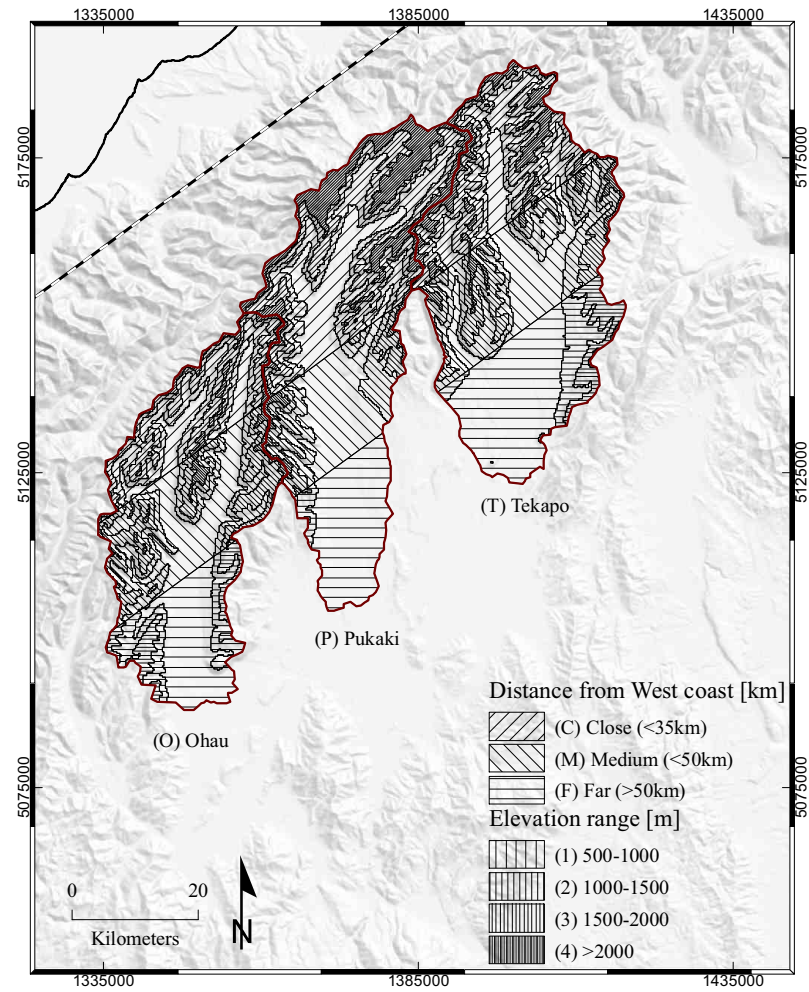 1335000
1385000
1435000
5175000
5175000
5125000
5125000
(T) Tekapo
(P) Pukaki
(O) Ohau
5075000
5075000
Distance from West coast [km]
(C) Close (<35km)
(M) Medium (<50km)
(F) Far (>50km)
Elevation range [m]
(1) 500-1000
(2) 1000-1500
(3) 1500-2000
(4) >2000
0 20
Kilometers
N
1335000
1385000
1435000